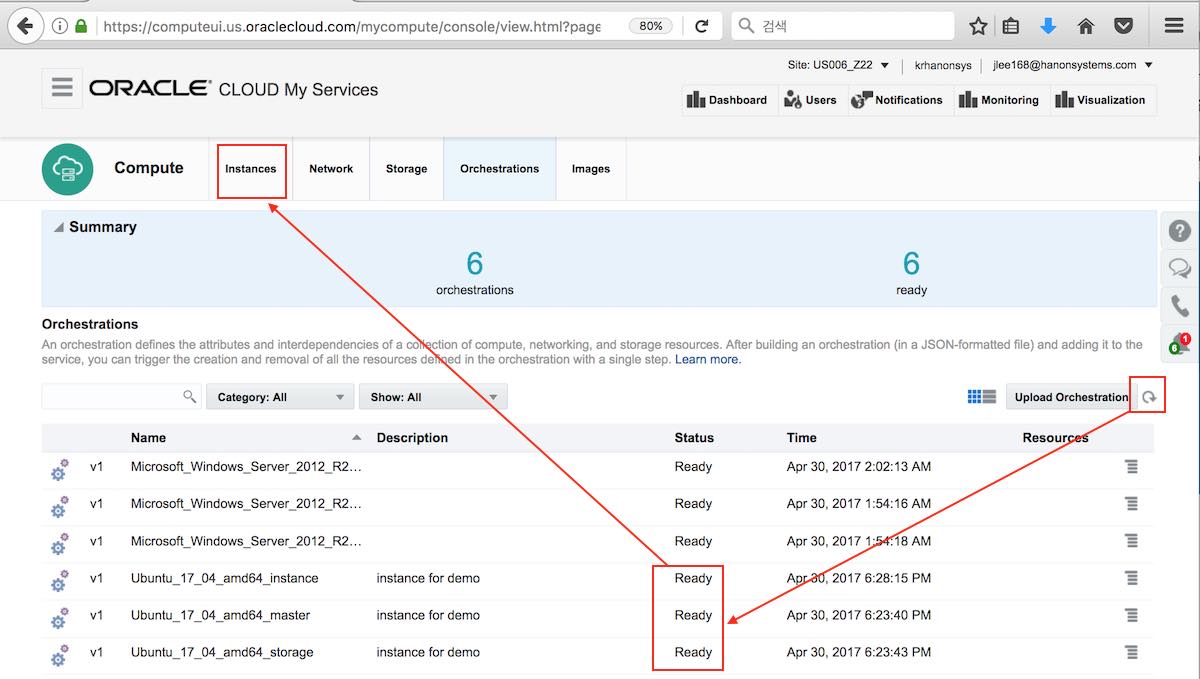 https://computeui.us.oraclecloud.com/mycompute/console/view.html?page
80%
검색
Site: US006_Z22
krhanonsys
jlee168@hanonsystems.com
ORACLE CLOUD My Services
Dashboard
Users
Notifications
Monitoring
Visualization
Compute
Instances
Network
Storage
Orchestrations
Images
Summary
6
orchestrations
6
ready
Orchestrations
An orchestration defines the attributes and interdependencies of a collection of compute, networking, and storage resources. After building an orchestration (in a JSON-formatted file) and adding it to the
service, you can trigger the creation and removal of all the resources defined in the orchestration with a single step. Learn more.
Category: All
Show: All
Upload Orchestration
6
1
Name Description Status Time Resources
v1 Microsoft_Windows_Server_2012_R2... Ready Apr 30, 2017 2:02:13 AM
v1 Microsoft_Windows_Server_2012_R2... Ready Apr 30, 2017 1:54:16 AM
v1 Microsoft_Windows_Server_2012_R2... Ready Apr 30, 2017 1:54:18 AM
v1 Ubuntu_17_04_amd64_instance instance for demo Ready Apr 30, 2017 6:28:15 PM
v1 Ubuntu_17_04_amd64_master instance for demo Ready Apr 30, 2017 6:23:40 PM
v1 Ubuntu_17_04_amd64_storage instance for demo Ready Apr 30, 2017 6:23:43 PM